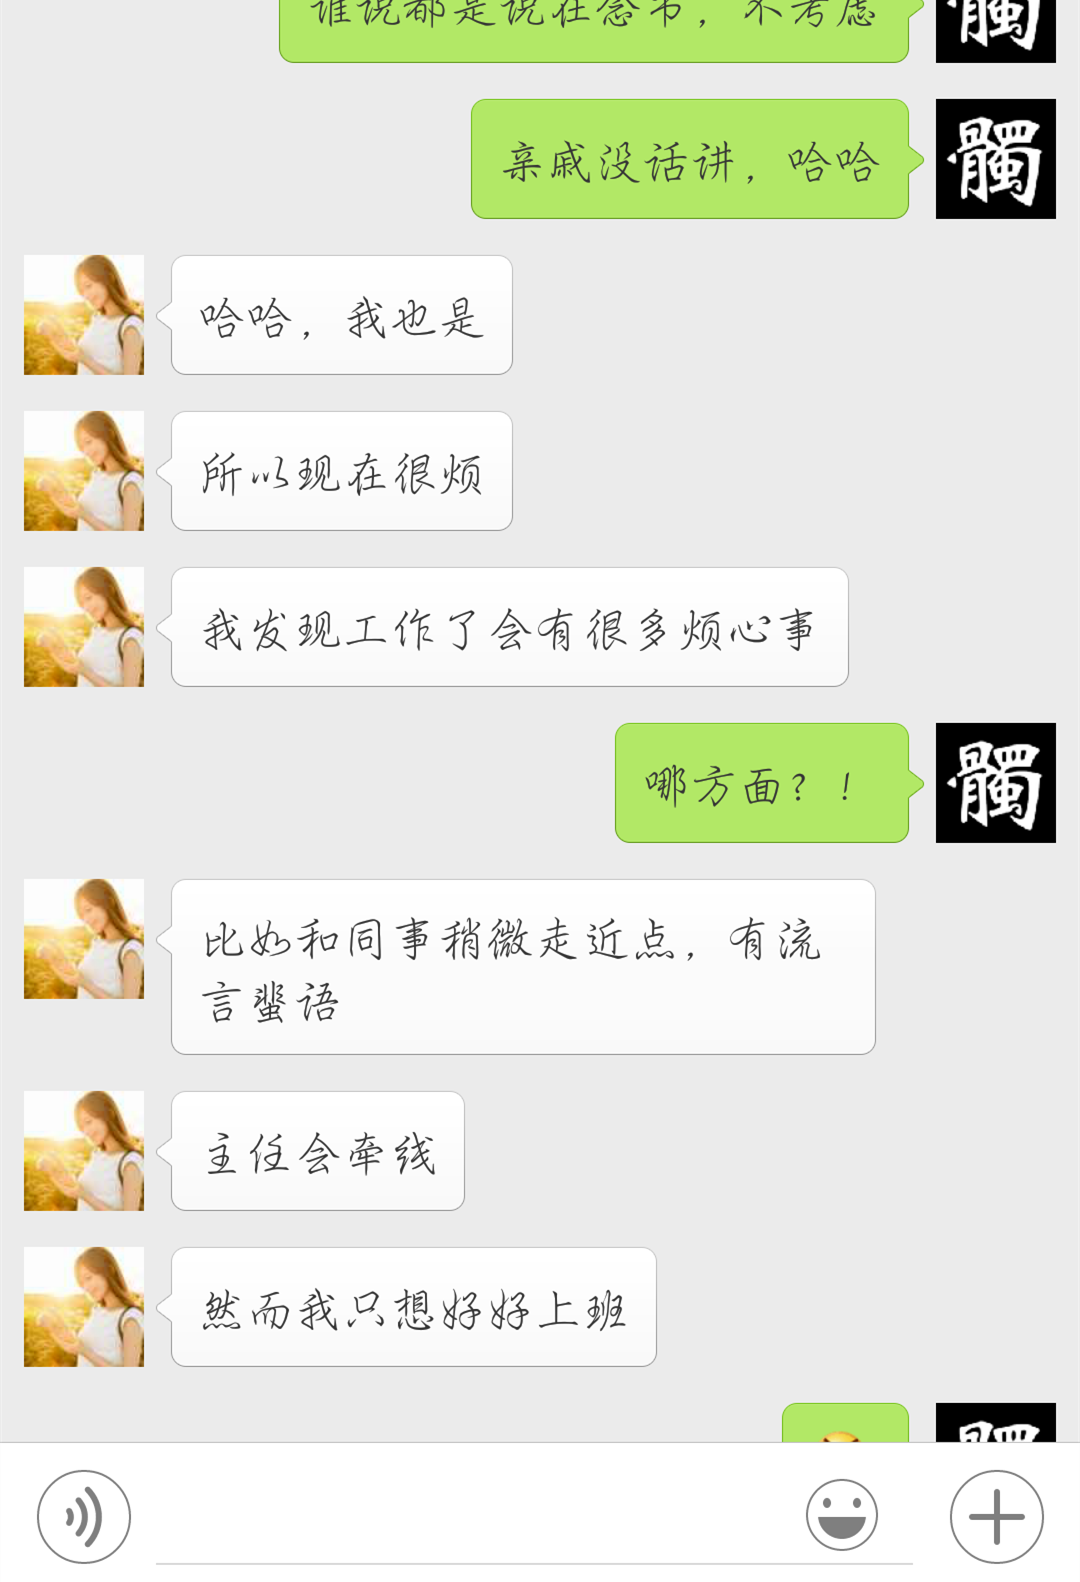 谁说都是说在念书，不考虑
亲戚没话讲，哈哈
髑
哈哈，我也是
所以现在很烦
我发现工作了会有很多烦心事
哪方面？！
髑
比如和同事稍微走近点，有流
言蜚语
主任会牵线
然而我只想好好上班